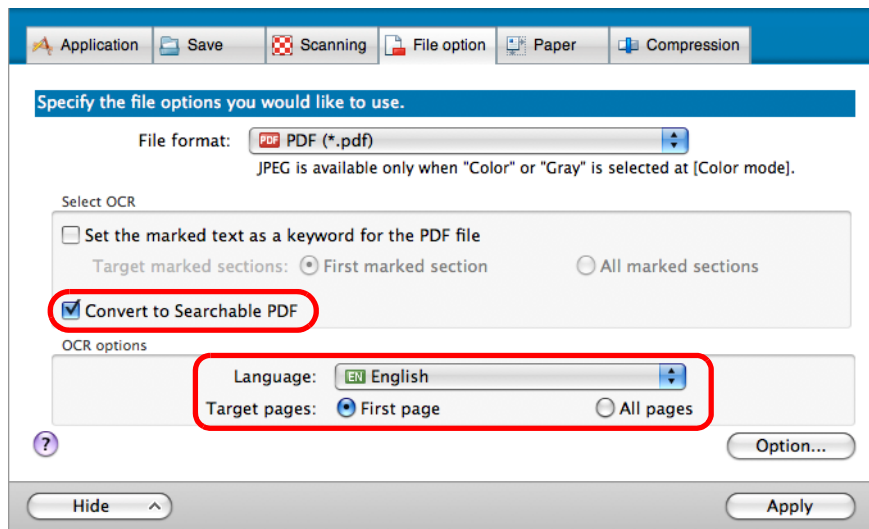 Application Save Scanning File option Paper Compression
Specify the file options you would like to use.
File format: PDF PDF (*.pdf)
JPEG is available only when "Color" or "Gray" is selected at [Color mode].
Select OCR
Set the marked text as a keyword for the PDF file
Target marked sections: First marked section All marked sections
Convert to Searchable PDF
OCR options
Language: EN English
Target pages: First page All pages
? Option...
Hide Apply